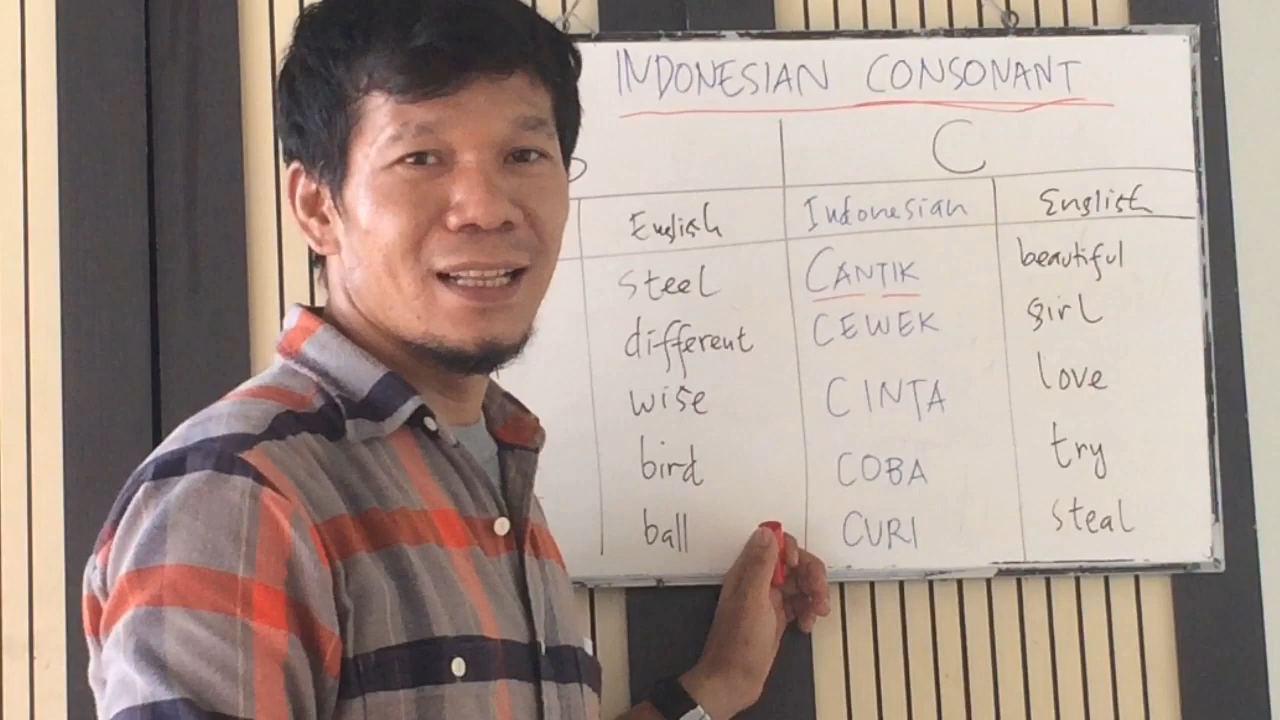 INDONESIAN CONSONANT
C
English Indonesian English
steel CANTIK beautiful
different CEWEK girl
wise CINTA love
bird COBA try
ball CURI steal